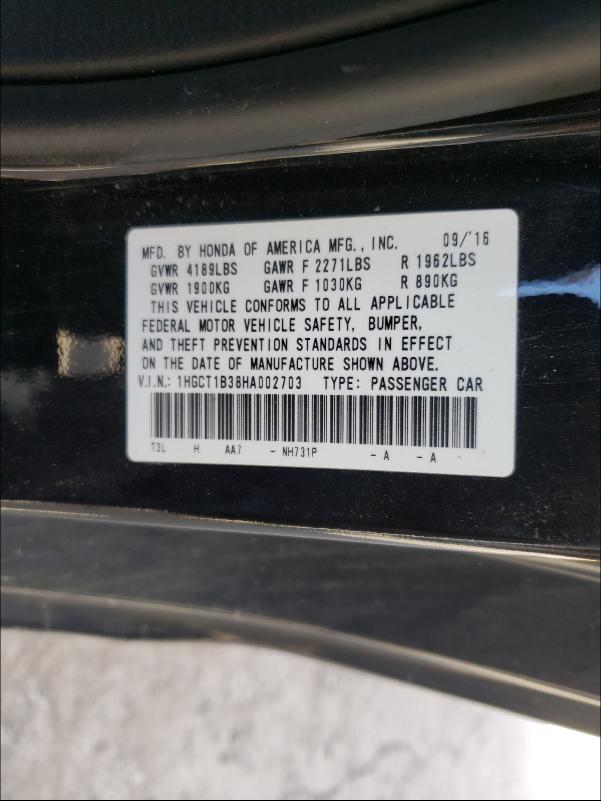 MFD. BY HONDA OF AMERICA MFG., INC. 09/'16
GVWR 4189LBS GAWR F 2271LBS R 1962LBS
GVWR 1900KG GAWR F 1030KG R 890KG
THIS VEHICLE CONFORMS TO ALL APPLICABLE
FEDERAL MOTOR VEHICLE SAFETY, BUMPER,
AND THEFT PREVENTION STANDARDS IN EFFECT
ON THE DATE OF MANUFACTURE SHOWN ABOVE.
V.I.N.: 1HGCT1B38HA002703 TYPE: PASSENGER CAR
T3L H AA7 - NH731P - A - A -